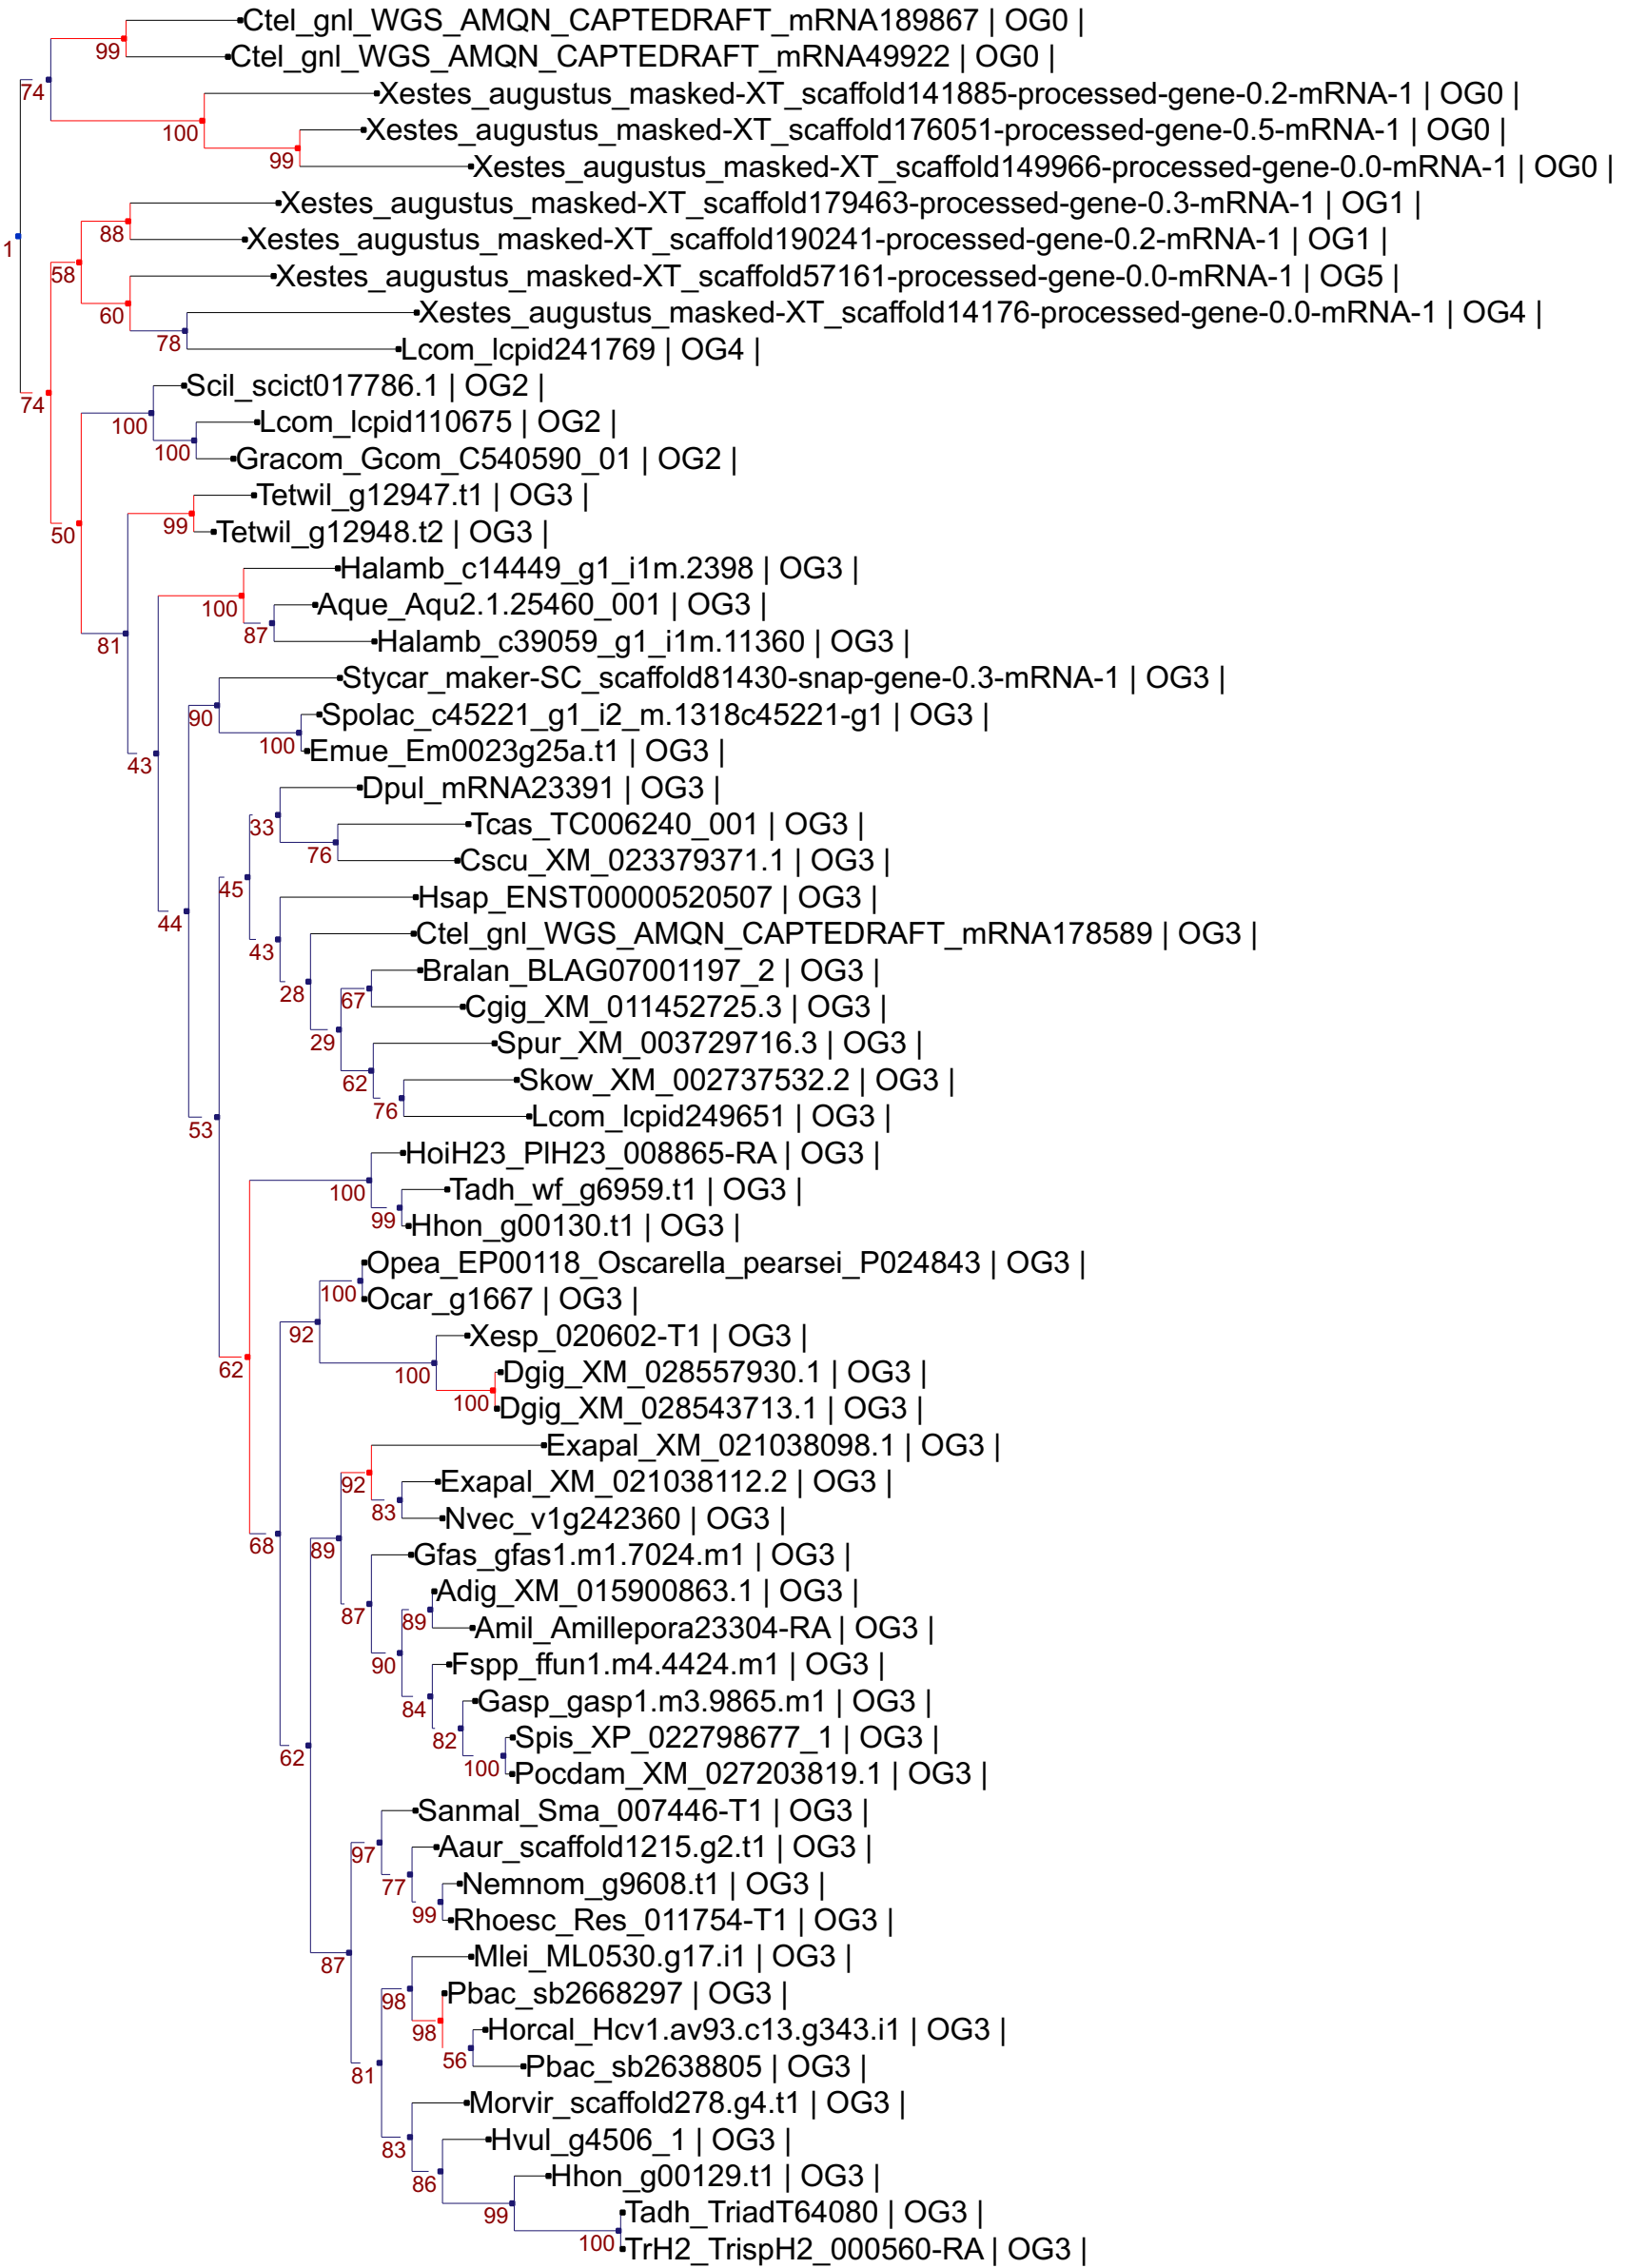 Ctel_gnl_WGS_AMQN_CAPTEDRAFT_mRNA189867 | OG0 |
99
Ctel_gnl_WGS_AMQN_CAPTEDRAFT_mRNA49922 | OG0 |
74
Xestes_augustus_masked-XT_scaffold141885-processed-gene-0.2-mRNA-1 | OG0 |
100
Xestes_augustus_masked-XT_scaffold176051-processed-gene-0.5-mRNA-1 | OG0 |
99
Xestes_augustus_masked-XT_scaffold149966-processed-gene-0.0-mRNA-1 | OG0 |
Xestes_augustus_masked-XT_scaffold179463-processed-gene-0.3-mRNA-1 | OG1 |
88
Xestes_augustus_masked-XT_scaffold190241-processed-gene-0.2-mRNA-1 | OG1 |
1
58
Xestes_augustus_masked-XT_scaffold57161-processed-gene-0.0-mRNA-1 | OG5 |
60
Xestes_augustus_masked-XT_scaffold14176-processed-gene-0.0-mRNA-1 | OG4 |
78
Lcom_lcpid241769 | OG4 |
Scil_scict017786.1 | OG2 |
74
100
Lcom_lcpid110675 | OG2 |
100
Gracom_Gcom_C540590_01 | OG2 |
Tetwil_g12947.t1 | OG3 |
99
50
Tetwil_g12948.t2 | OG3 |
Halamb_c14449_g1_i1m.2398 | OG3 |
100
Aque_Aqu2.1.25460_001 | OG3 |
87
81
Halamb_c39059_g1_i1m.11360 | OG3 |
Stycar_maker-SC_scaffold81430-snap-gene-0.3-mRNA-1 | OG3 |
90
Spolac_c45221_g1_i2_m.1318c45221-g1 | OG3 |
100
Emue_Em0023g25a.t1 | OG3 |
43
Dpul_mRNA23391 | OG3 |
33
Tcas_TC006240_001 | OG3 |
76
Cscu_XM_023379371.1 | OG3 |
45
Hsap_ENST00000520507 | OG3 |
44
Ctel_gnl_WGS_AMQN_CAPTEDRAFT_mRNA178589 | OG3 |
43
Bralan_BLAG07001197_2 | OG3 |
28
67
Cgig_XM_011452725.3 | OG3 |
29
Spur_XM_003729716.3 | OG3 |
62
Skow_XM_002737532.2 | OG3 |
76
Lcom_lcpid249651 | OG3 |
53
HoiH23_PlH23_008865-RA | OG3 |
100
Tadh_wf_g6959.t1 | OG3 |
99
Hhon_g00130.t1 | OG3 |
Opea_EP00118_Oscarella_pearsei_P024843 | OG3 |
100
Ocar_g1667 | OG3 |
92
Xesp_020602-T1 | OG3 |
62
100
Dgig_XM_028557930.1 | OG3 |
100
Dgig_XM_028543713.1 | OG3 |
Exapal_XM_021038098.1 | OG3 |
92
Exapal_XM_021038112.2 | OG3 |
83
Nvec_v1g242360 | OG3 |
68
89
Gfas_gfas1.m1.7024.m1 | OG3 |
Adig_XM_015900863.1 | OG3 |
87
89
Amil_Amillepora23304-RA | OG3 |
90
Fspp_ffun1.m4.4424.m1 | OG3 |
84
Gasp_gasp1.m3.9865.m1 | OG3 |
82
Spis_XP_022798677_1 | OG3 |
62
100
Pocdam_XM_027203819.1 | OG3 |
Sanmal_Sma_007446-T1 | OG3 |
97
Aaur_scaffold1215.g2.t1 | OG3 |
77
Nemnom_g9608.t1 | OG3 |
99
Rhoesc_Res_011754-T1 | OG3 |
87
Mlei_ML0530.g17.i1 | OG3 |
98
Pbac_sb2668297 | OG3 |
98
Horcal_Hcv1.av93.c13.g343.i1 | OG3 |
56
Pbac_sb2638805 | OG3 |
81
Morvir_scaffold278.g4.t1 | OG3 |
83
Hvul_g4506_1 | OG3 |
86
Hhon_g00129.t1 | OG3 |
99
Tadh_TriadT64080 | OG3 |
100
TrH2_TrispH2_000560-RA | OG3 |